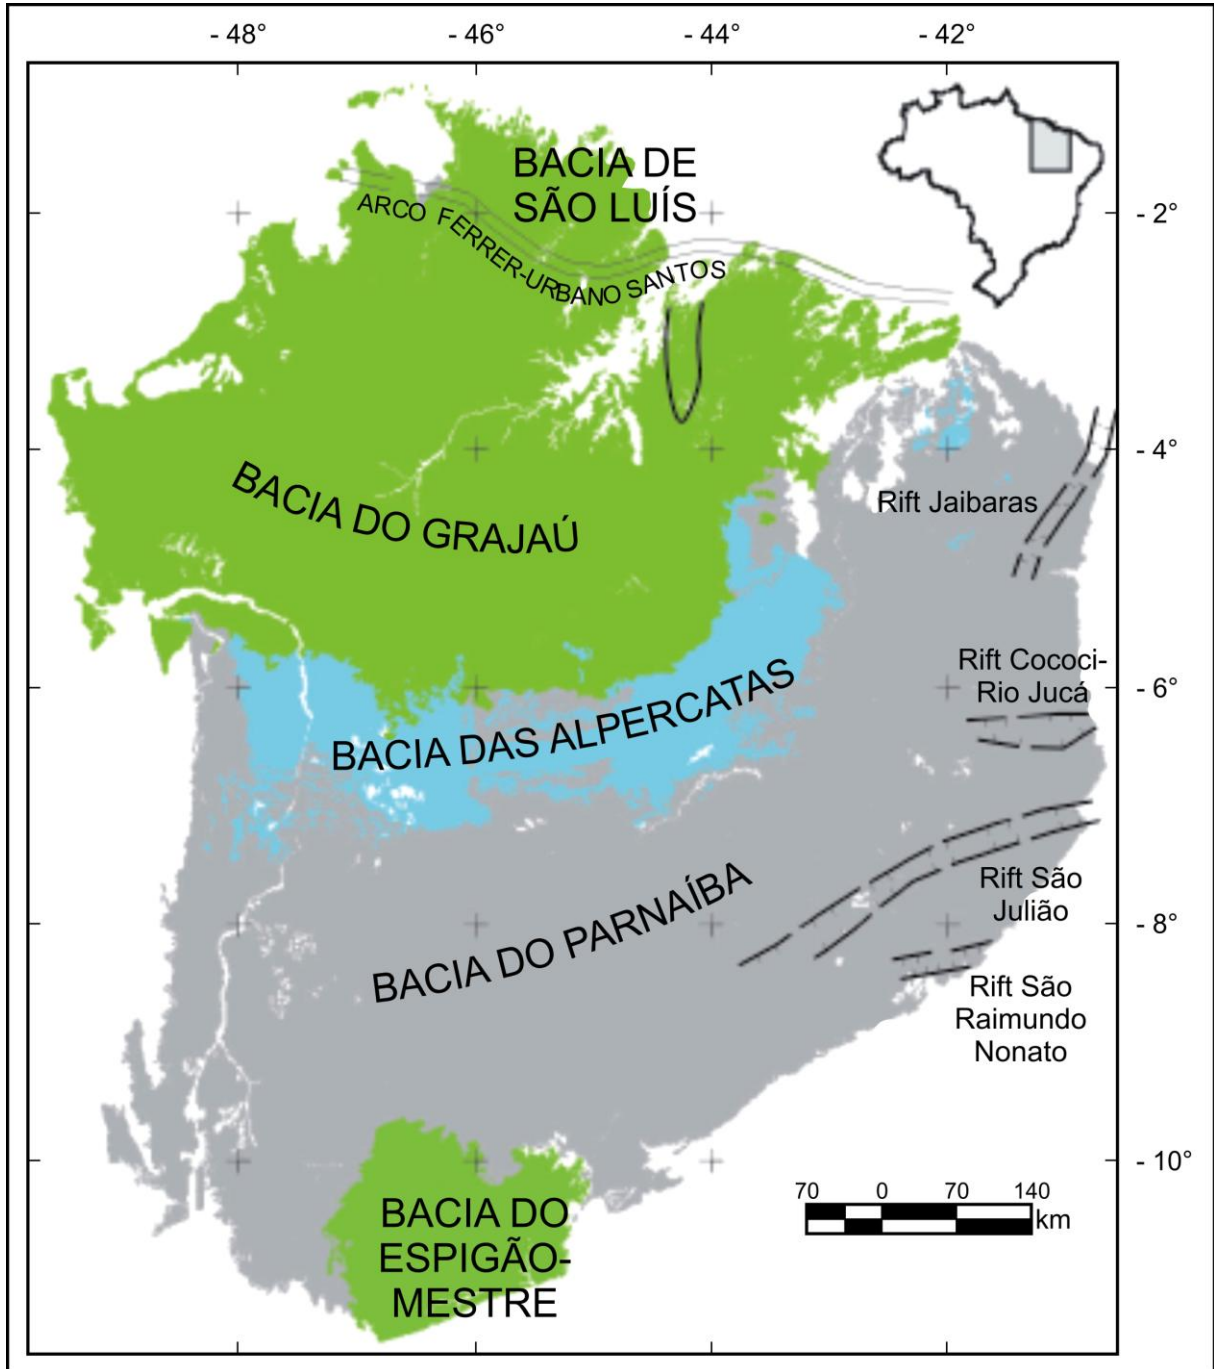 - 48°
- 46°
- 44°
- 42°
BACIA DE
SÃO LUÍS
- 2°
ARCO FERRER-URBANO SANTOS
- 4°
BACIA DO GRAJAÚ
Rift Jaibaras
Rift Cococi-
Rio Jucá
- 6°
BACIA DAS ALPERCATAS
BACIA DO PARNAÍBA
Rift São
Julião
- 8°
Rift São
Raimundo
Nonato
- 10°
70 0 70 140
km
BACIA DO
ESPIGÃO-
MESTRE